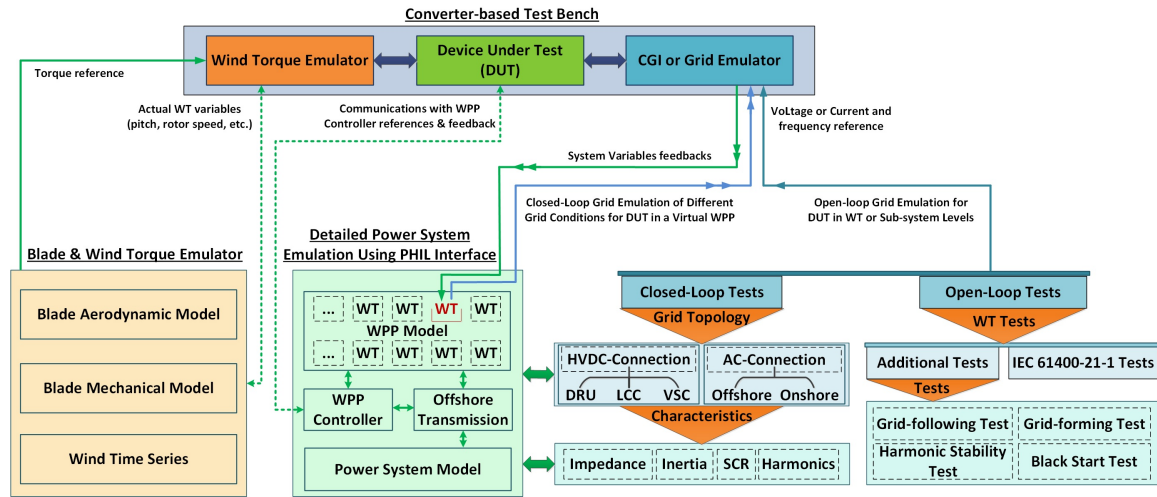 Converter-based Test Bench
Wind Torque Emulator
Device Under Test
(DUT)
CGI or Grid Emulator
Torque reference
Actual WT variables
(pitch, rotor speed, etc.)
Communications with WPP
Controller references & feedback
VoLtage or Current and
frequency reference
System Variables feedbacks
Closed-Loop Grid Emulation of Different
Grid Conditions for DUT in a Virtual WPP
Open-loop Grid Emulation for
DUT in WT or Sub-system Levels
Blade & Wind Torque Emulator
Blade Aerodynamic Model
Blade Mechanical Model
Wind Time Series
Detailed Power System
Emulation Using PHIL Interface
... WT WT WT WT
WPP Model
... WT WT WT WT
WPP
Controller
Offshore
Transmission
Power System Model
Closed-Loop Tests
Grid Topology
HVDC-Connection
DRU LCC VSC
AC-Connection
Offshore Onshore
Characteristics
Impedance Inertia SCR Harmonics
Open-Loop Tests
WT Tests
Additional Tests
IEC 61400-21-1 Tests
Tests
Grid-following Test
Grid-forming Test
Harmonic Stability
Test
Black Start Test